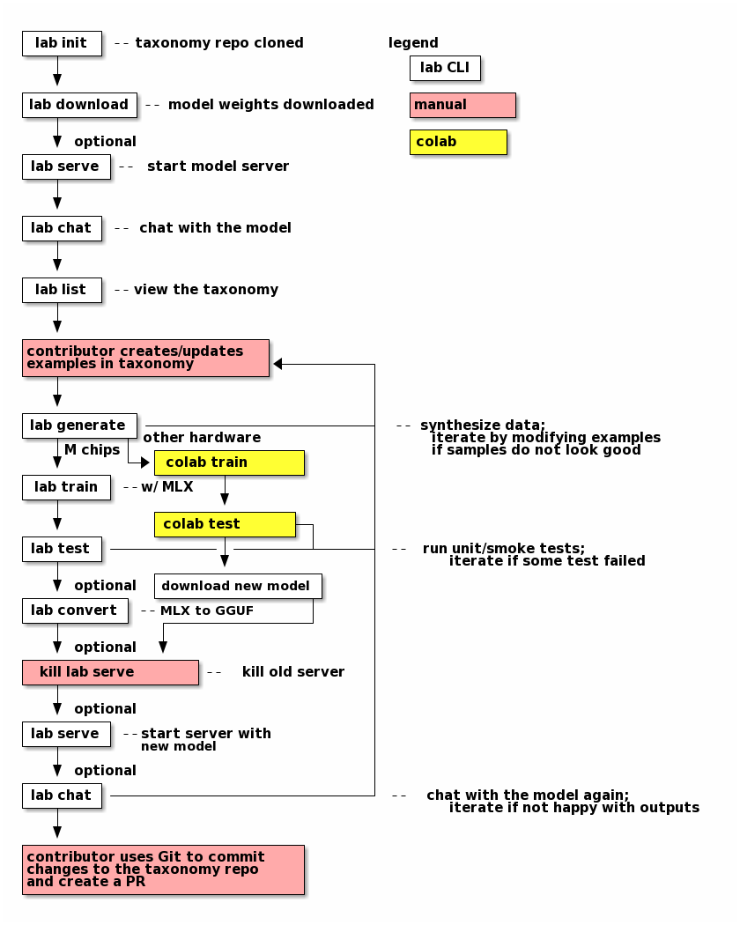 lab init -- taxonomy repo cloned
legend
lab CLI
lab download -- model weights downloaded
manual
optional
colab
lab serve -- start model server
lab chat -- chat with the model
lab list -- view the taxonomy
contributor creates/updates
examples in taxonomy
lab generate
-- synthesize data;
iterate by modifying examples
if samples do not look good
other hardware
M chips
colab train
lab train -- w/ MLX
colab test
lab test
-- run unit/smoke tests;
iterate if some test failed
optional
download new model
lab convert -- MLX to GGUF
optional
kill lab serve -- kill old server
optional
lab serve -- start server with
new model
optional
lab chat
-- chat with the model again;
iterate if not happy with outputs
contributor uses Git to commit
changes to the taxonomy repo
and create a PR